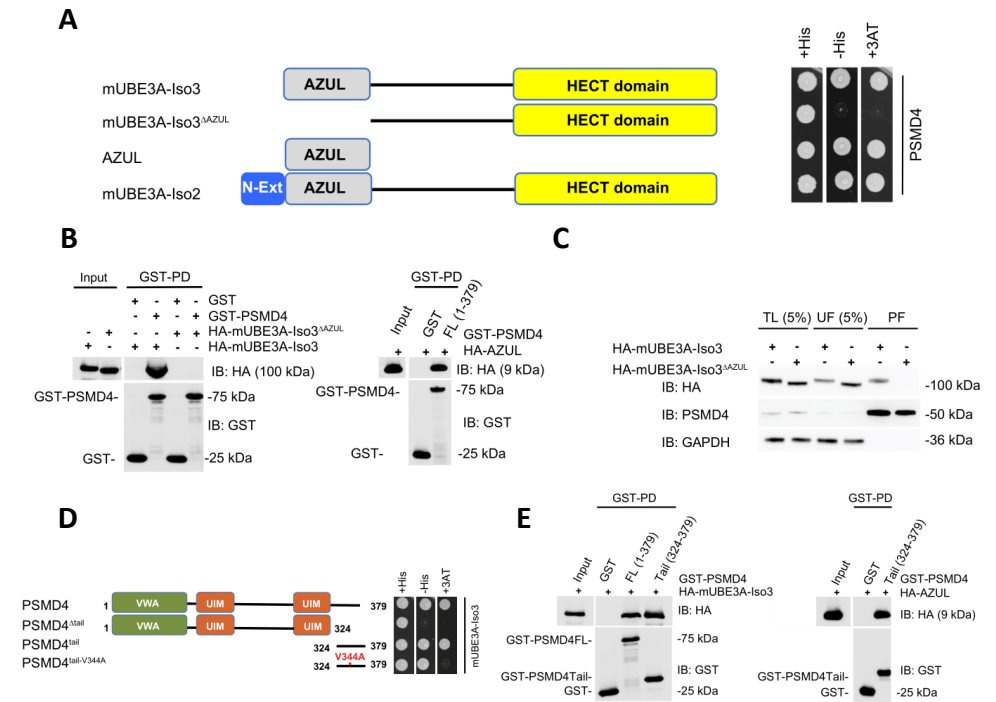 A
+His
-His
+3AT
mUBE3A-Iso3
AZUL
HECT domain
mUBE3A-Iso3ΔAZUL
HECT domain
AZUL
AZUL
mUBE3A-Iso2
N-Ext
AZUL
HECT domain
PSMD4
B
Input
GST-PD
+ - + - GST
- + - + GST-PSMD4
- + - - + + HA-mUBE3A-Iso3ΔAZUL
+ - + + - - HA-mUBE3A-Iso3
IB: HA (100 kDa)
GST-PSMD4-
-75 kDa
IB: GST
GST-
-25 kDa
GST-PD
Input
GST
FL (1-379)
GST-PSMD4
+ + + HA-AZUL
IB: HA (9 kDa)
GST-PSMD4-
-75 kDa
IB: GST
GST-
-25 kDa
C
TL (5%) UF (5%) PF
HA-mUBE3A-Iso3 + - + - + -
HA-mUBE3A-Iso3ΔAZUL - + - + - +
IB: HA
-100 kDa
IB: PSMD4
-50 kDa
IB: GAPDH
-36 kDa
D
+His
-His
+3AT
PSMD4
1
VWA
UIM
UIM
379
PSMD4Δtail
1
VWA
UIM
UIM
324
PSMD4tail
324
379
PSMD4tail-V344A
V344A
324
379
mUBE3A-Iso3
E
GST-PD
Input
GST
FL (1-379)
Tail (324-379)
GST-PSMD4
+ + + + HA-mUBE3A-Iso3
IB: HA
GST-PSMD4FL-
-75 kDa
IB: GST
GST-PSMD4Tail-
GST-
-25 kDa
GST-PD
Input
GST
Tail (324-379)
GST-PSMD4
+ + + HA-AZUL
IB: HA (9 kDa)
IB: GST
GST-PSMD4Tail-
GST-
-25 kDa